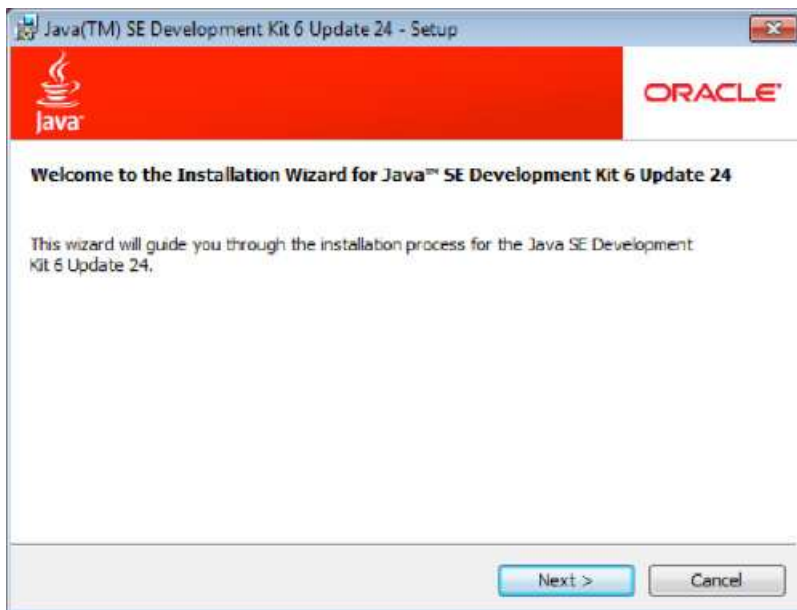 Java(TM) SE Development Kit 6 Update 24 - Setup
Java™
ORACLE®
Welcome to the Installation Wizard for Java™ SE Development Kit 6 Update 24
This wizard will guide you through the installation process for the Java SE Development
Kit 6 Update 24.
Next >
Cancel